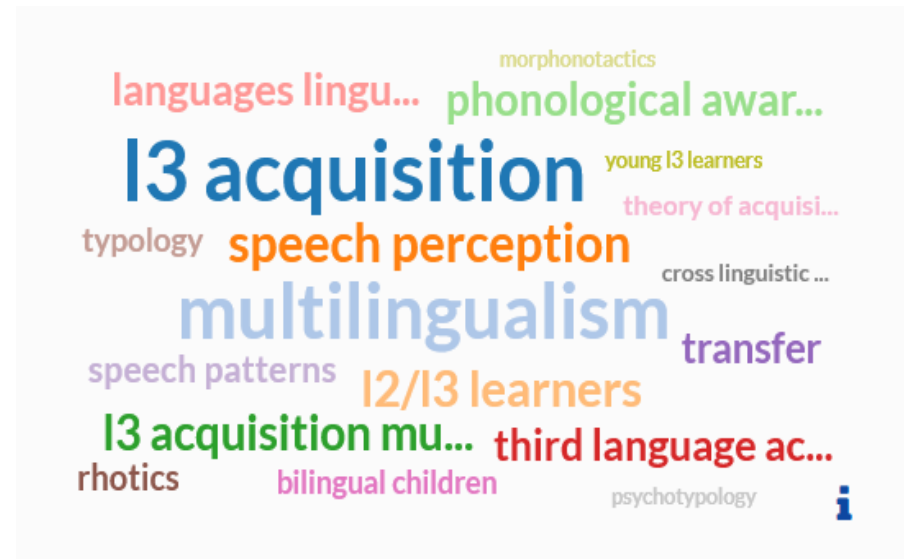 morphonotactics
languages lingu...
phonological awar...
l3 acquisition
young l3 learners
theory of acquisi...
typology
speech perception
cross linguistic ...
multilingualism
transfer
speech patterns
l2/l3 learners
l3 acquisition mu...
third language ac...
rhotics
bilingual children
psychotypology
i